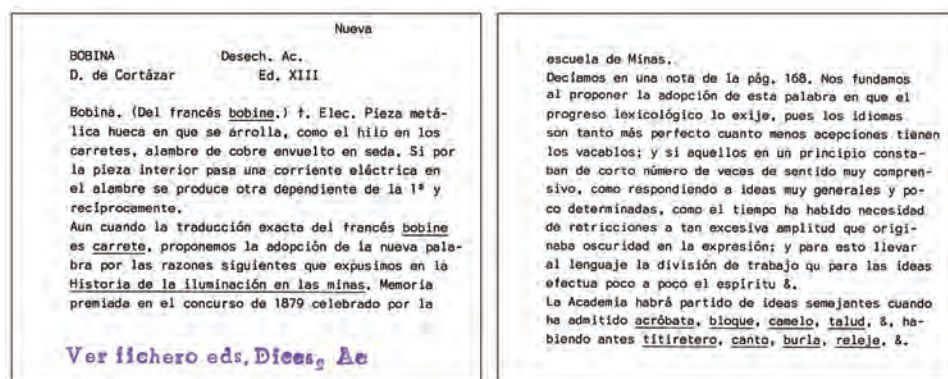 Nueva
BOBINA Desech. Ac.
D. de Cortázar Ed. XIII
Bobina. (Del francés bobine.) f. Elec. Pieza metá-
lica hueca en que se arrolla, como el hilo en los
carretes, alambre de cobre envuelto en seda. Si por
la pieza interior pasa una corriente eléctrica en
el alambre se produce otra dependiente de la 1ª y
recíprocamente.
Aun cuando la traducción exacta del francés bobine
es carrete, proponemos la adopción de la nueva pala-
bra por las razones siguientes que expusimos en la
Historia de la iluminación en las minas. Memoria
premiada en el concurso de 1879 celebrado por la
Ver fichero eds. Dices, Ac
escuela de Minas.
Decíamos en una nota de la pág. 168. Nos fundamos
al proponer la adopción de esta palabra en que el
progreso lexicológico lo exije, pues los idiomas
son tanto más perfecto cuanto menos acepciones tienen
los vacablos; y si aquellos en un principio consta-
ban de corto número de voces de sentido muy compren-
sivo, como respondiendo a ideas muy generales y po-
co determinadas, como el tiempo ha habido necesidad
de retricciones a tan excesiva amplitud que origi-
naba oscuridad en la expresión; y para esto llevar
al lenguaje la división de trabajo qu para las ideas
efectua poco a poco el espíritu &.
La Academia habrá partido de ideas semejantes cuando
ha admitido acróbata, bloque, camelo, talud, &, ha-
biendo antes titiretero, canto, burla, releje, &.